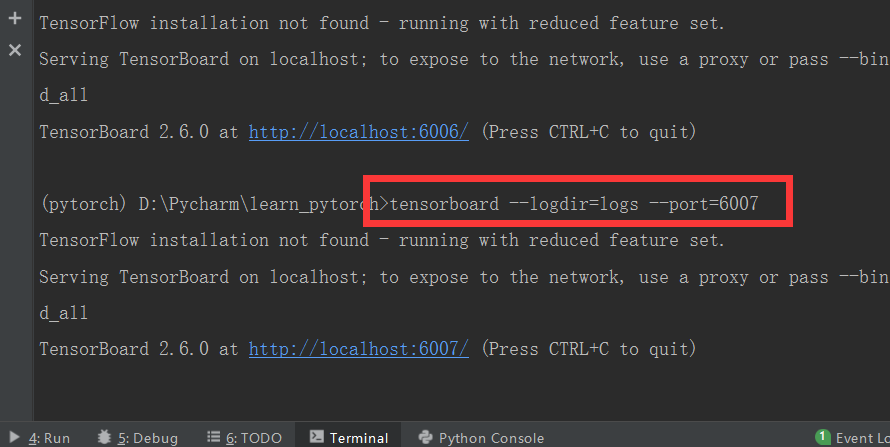 TensorFlow installation not found - running with reduced feature set.
Serving TensorBoard on localhost; to expose to the network, use a proxy or pass --bin
d_all
TensorBoard 2.6.0 at http://localhost:6006/ (Press CTRL+C to quit)
(pytorch) D:\Pycharm\learn_pytorch>tensorboard --logdir=logs --port=6007
TensorFlow installation not found - running with reduced feature set.
Serving TensorBoard on localhost; to expose to the network, use a proxy or pass --bin
d_all
TensorBoard 2.6.0 at http://localhost:6007/ (Press CTRL+C to quit)
4: Run 5: Debug 6: TODO Terminal Python Console 1 Event Lo